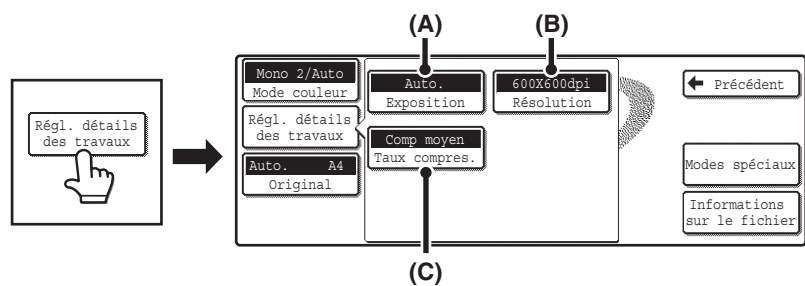 (A)
(B)
Régl. détails
des travaux
Mono 2/Auto
Mode couleur
Régl. détails
des travaux
Auto. A4
Original
Auto.
Exposition
600X600dpi
Résolution
Comp moyen
Taux compres.
Précédent
Modes spéciaux
Informations
sur le fichier
(C)